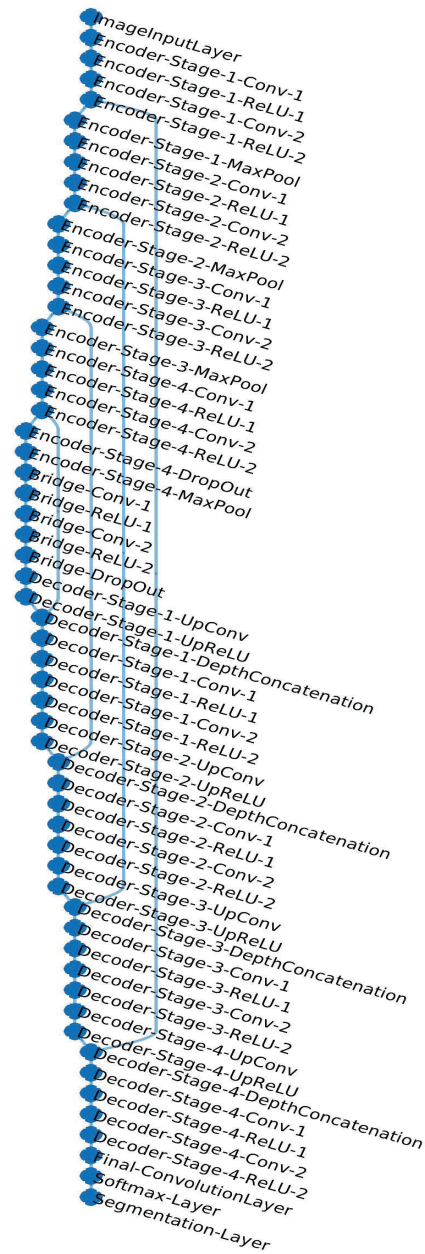 ImageInputLayer
Encoder-Stage-1-Conv-1
Encoder-Stage-1-ReLU-1
Encoder-Stage-1-Conv-2
Encoder-Stage-1-ReLU-2
Encoder-Stage-1-MaxPool
Encoder-Stage-2-Conv-1
Encoder-Stage-2-ReLU-1
Encoder-Stage-2-Conv-2
Encoder-Stage-2-ReLU-2
Encoder-Stage-2-MaxPool
Encoder-Stage-3-Conv-1
Encoder-Stage-3-ReLU-1
Encoder-Stage-3-Conv-2
Encoder-Stage-3-ReLU-2
Encoder-Stage-3-MaxPool
Encoder-Stage-4-Conv-1
Encoder-Stage-4-ReLU-1
Encoder-Stage-4-Conv-2
Encoder-Stage-4-ReLU-2
Encoder-Stage-4-DropOut
Encoder-Stage-4-MaxPool
Bridge-Conv-1
Bridge-ReLU-1
Bridge-Conv-2
Bridge-ReLU-2
Bridge-DropOut
Decoder-Stage-1-UpConv
Decoder-Stage-1-UpReLU
Decoder-Stage-1-DepthConcatenation
Decoder-Stage-1-Conv-1
Decoder-Stage-1-ReLU-1
Decoder-Stage-1-Conv-2
Decoder-Stage-1-ReLU-2
Decoder-Stage-2-UpConv
Decoder-Stage-2-UpReLU
Decoder-Stage-2-DepthConcatenation
Decoder-Stage-2-Conv-1
Decoder-Stage-2-ReLU-1
Decoder-Stage-2-Conv-2
Decoder-Stage-2-ReLU-2
Decoder-Stage-3-UpConv
Decoder-Stage-3-UpReLU
Decoder-Stage-3-DepthConcatenation
Decoder-Stage-3-Conv-1
Decoder-Stage-3-ReLU-1
Decoder-Stage-3-Conv-2
Decoder-Stage-3-ReLU-2
Decoder-Stage-4-UpConv
Decoder-Stage-4-UpReLU
Decoder-Stage-4-DepthConcatenation
Decoder-Stage-4-Conv-1
Decoder-Stage-4-ReLU-1
Decoder-Stage-4-Conv-2
Decoder-Stage-4-ReLU-2
Final-ConvolutionLayer
Softmax-Layer
Segmentation-Layer